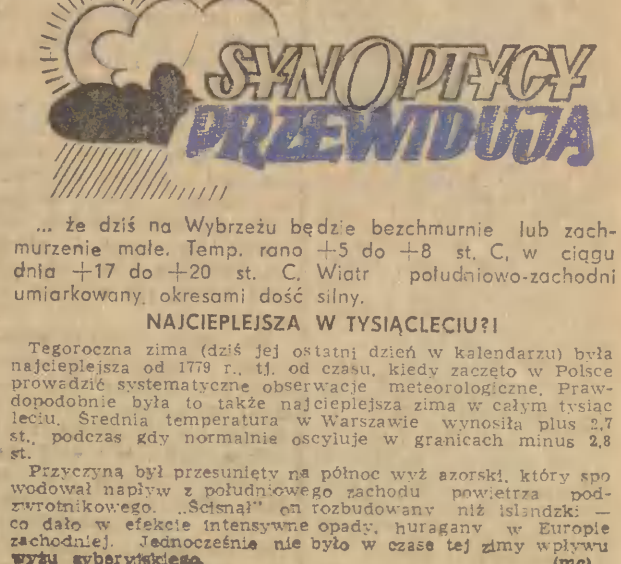 SYNOPTYCY
PRZEWIDUJĄ
... że dziś na Wybrzeżu będzie bezchmurnie lub zach-
murzenie małe. Temp. rano +5 do +8 st. C, w ciągu
dnia +17 do +20 st. C. Wiatr południowo-zachodni
umiarkowany, okresami dość silny.
NAJCIEPLEJSZA W TYSIĄCLECIU?!
Tegoroczna zima (dziś jej ostatni dzień w kalendarzu) była
najcieplejsza od 1779 r., tj. od czasu, kiedy zaczęto w Polsce
prowadzić systematyczne obserwacje meteorologiczne. Praw-
dopodobnie była to także najcieplejsza zima w całym tysiąc
leciu. Średnia temperatura w Warszawie wynosiła plus 2,7
st., podczas gdy normalnie oscyluje w granicach minus 2,8
st.
Przyczyną był przesunięty na północ wyż azorski, który spo
wodował napływ z południowego zachodu powietrza pod-
zwrotnikowego. „Ścisnął" on rozbudowany niż islandzki —
co dało w efekcie intensywne opady, huragany w Europie
zachodniej. Jednocześnie nie było w czase tej zimy wpływu
wyżu syberyjskiego. (mc)